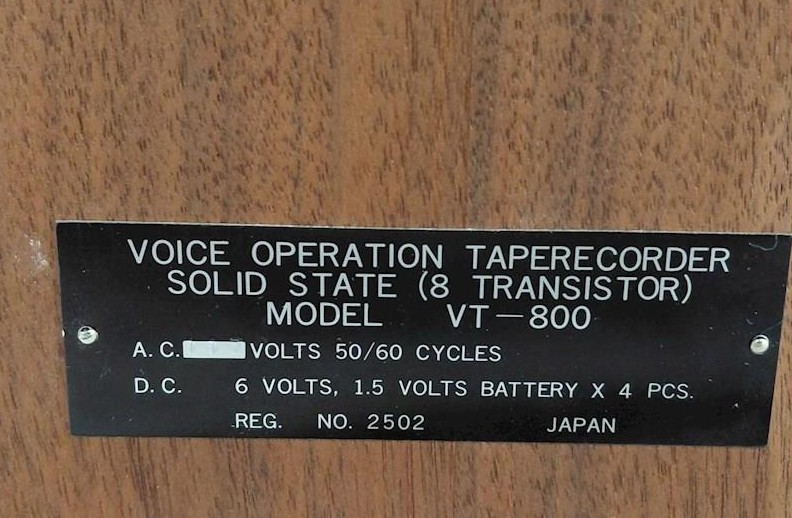 VOICE OPERATION TAPERECORDER
SOLID STATE (8 TRANSISTOR)
MODEL VT-800
A.C. VOLTS 50/60 CYCLES
D.C. 6 VOLTS, 1.5 VOLTS BATTERY X 4 PCS.
REG. NO. 2502 JAPAN